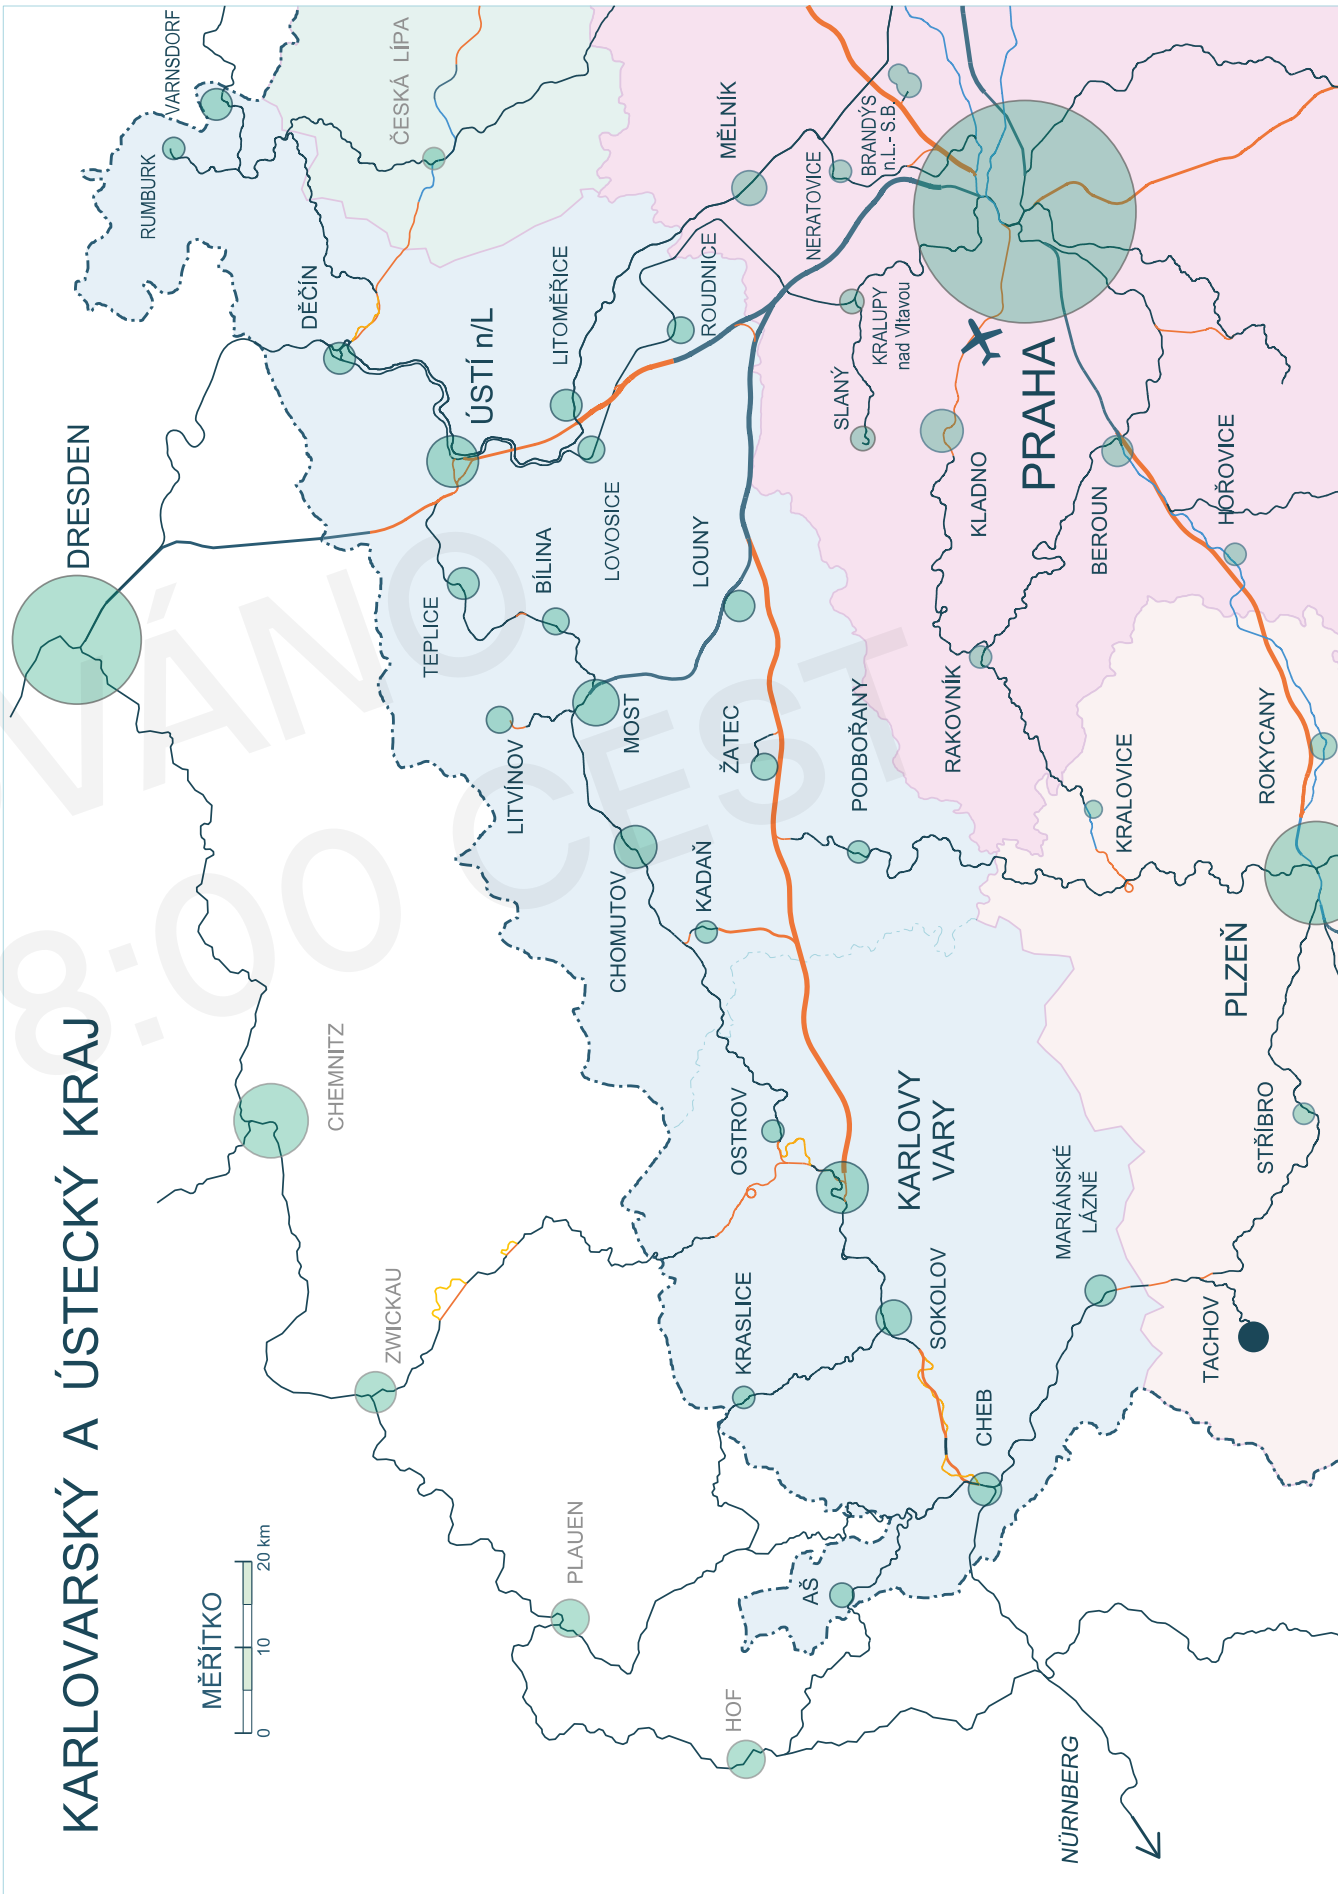 KARLOVARSKÝ A ÚSTECKÝ KRAJ
MĚŘÍTKO
0 10 20 km
DRESDEN
CHEMNITZ
ZWICKAU
PLAUEN
HOF
NÜRNBERG
VARNSDORF
RUMBURK
DĚČÍN
ČESKÁ LÍPA
ÚSTÍ n/L
TEPLICE
BÍLINA
LITVÍNOV
MOST
CHOMUTOV
KADAŇ
LITOMĚŘICE
LOVOSICE
ROUDNICE
LOUNY
ŽATEC
PODBOŘANY
OSTROV
KARLOVY
VARY
KRASLICE
SOKOLOV
CHEB
AŠ
MARIÁNSKÉ
LÁZNĚ
TACHOV
STŘÍBRO
PLZEŇ
ROKYCANY
KRALOVICE
RAKOVNÍK
HOŘOVICE
BEROUN
KLADNO
SLANÝ
KRALUPY
nad Vltavou
NERATOVICE
MĚLNÍK
BRANDÝS
n.L.- S.B.
PRAHA
VÁNO
8:00 CEST